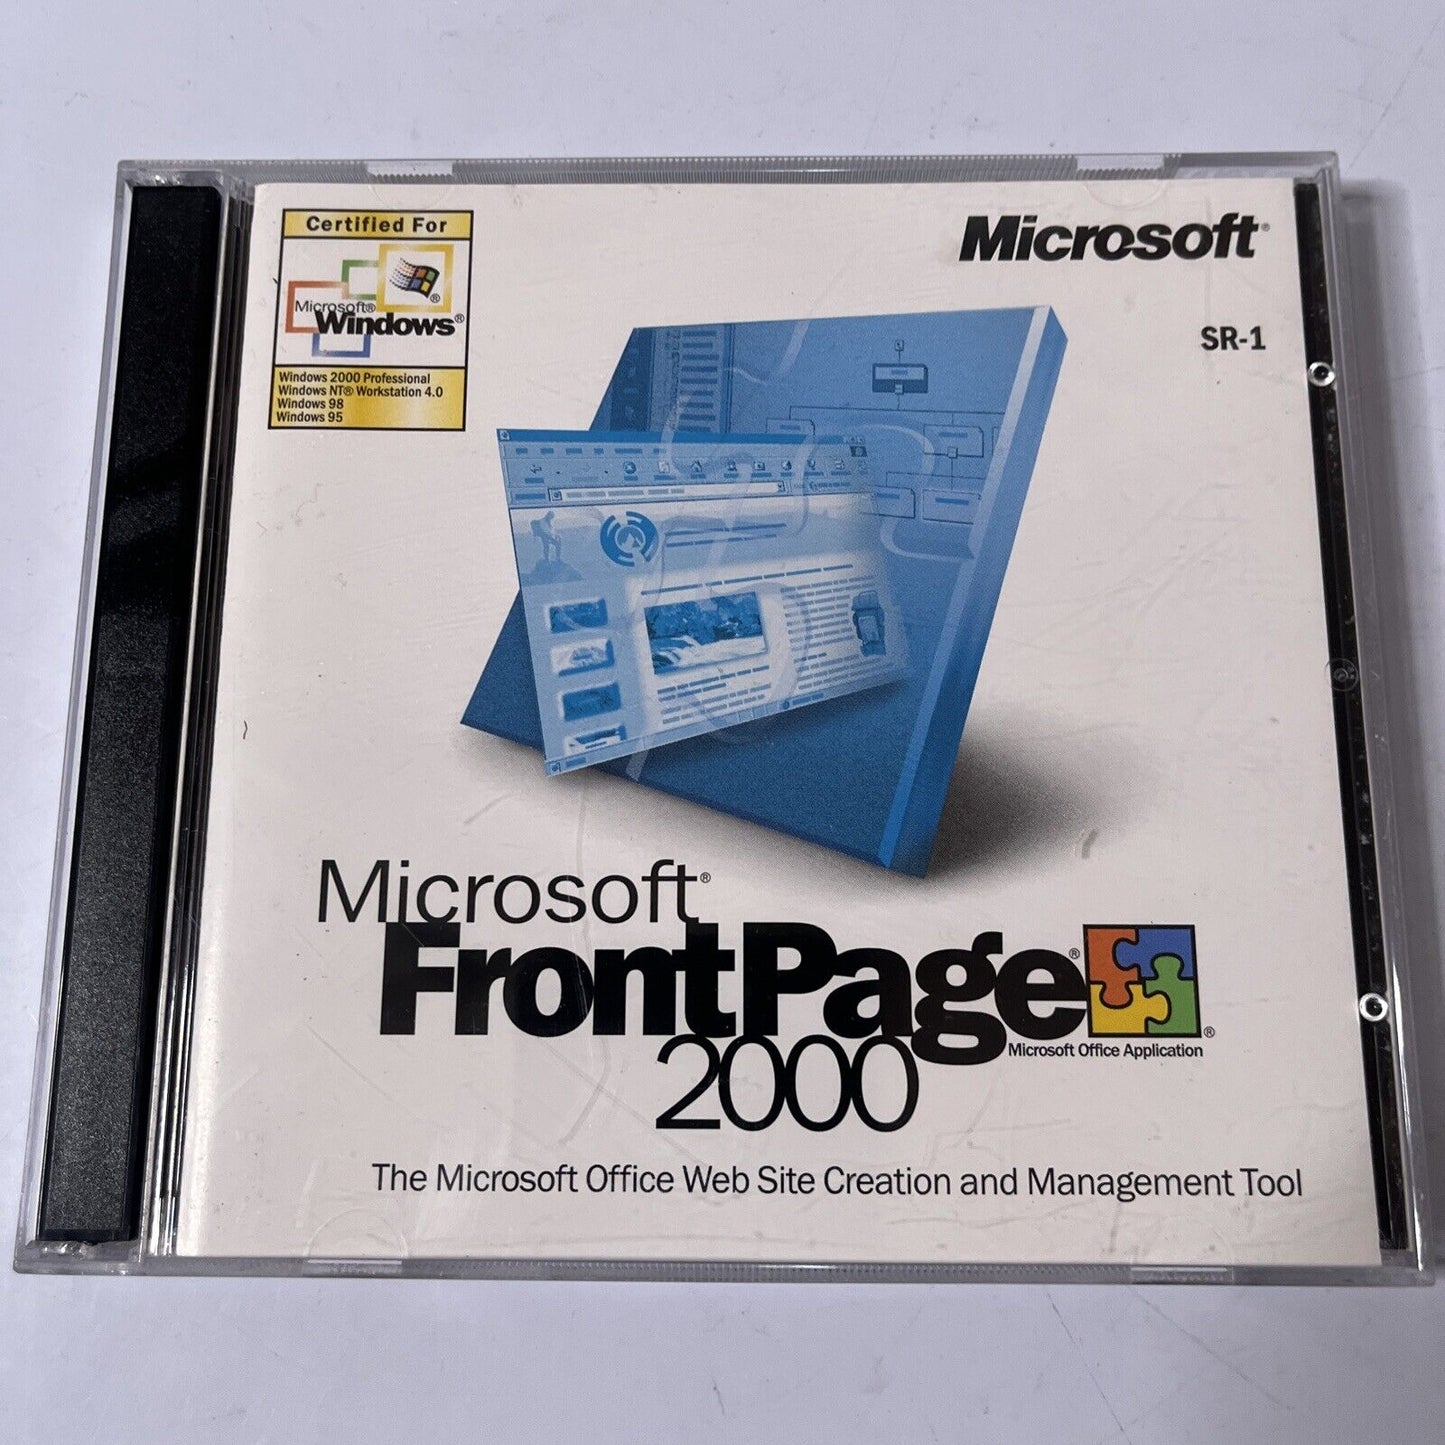 Certified For
Microsoft®
Windows®
Windows 2000 Professional
Windows NT® Workstation 4.0
Windows 98
Windows 95
Microsoft®
SR-1
Microsoft®
FrontPage®
2000
®
Microsoft Office Application
The Microsoft Office Web Site Creation and Management Tool